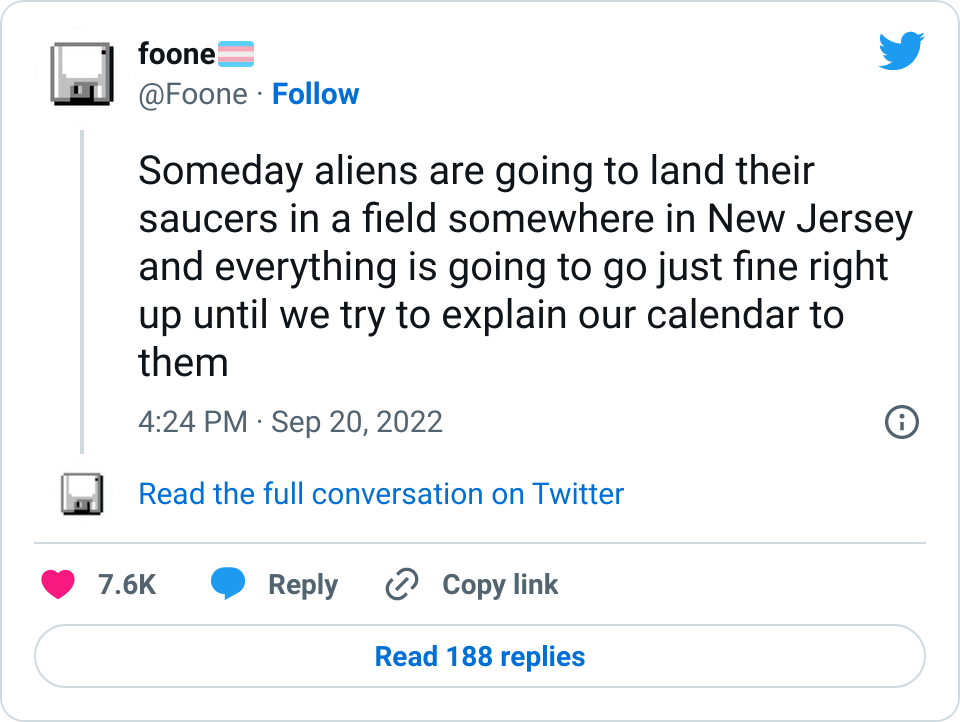 foone🏳️‍⚧️
@Foone · Follow
Someday aliens are going to land their
saucers in a field somewhere in New Jersey
and everything is going to go just fine right
up until we try to explain our calendar to
them
4:24 PM · Sep 20, 2022
Read the full conversation on Twitter
7.6K Reply Copy link
Read 188 replies